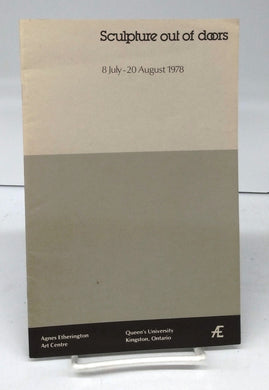 Sculpture out of doors
8 July - 20 August 1978
Agnes Etherington
Art Centre
Queen's University
Kingston, Ontario
Æ